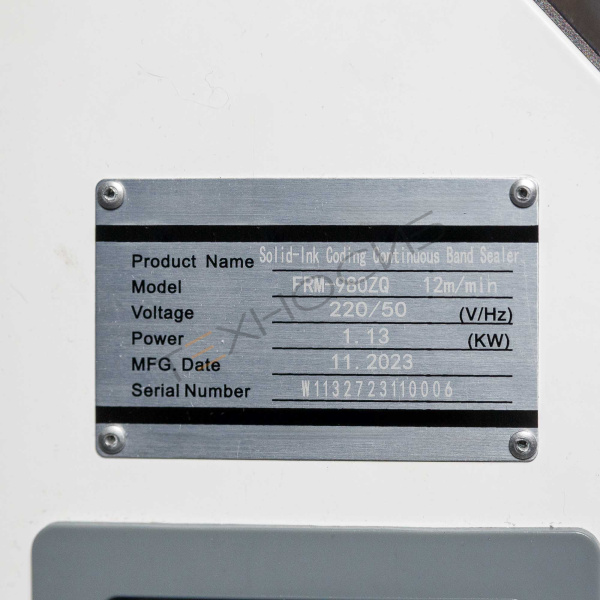 Product Name Solid-Ink Coding Continuous Band Sealer
Model FRM-980ZQ 12m/min
Voltage 220/50 (V/Hz)
Power 1.13 (KW)
MFG. Date 11.2023
Serial Number W1132723110006